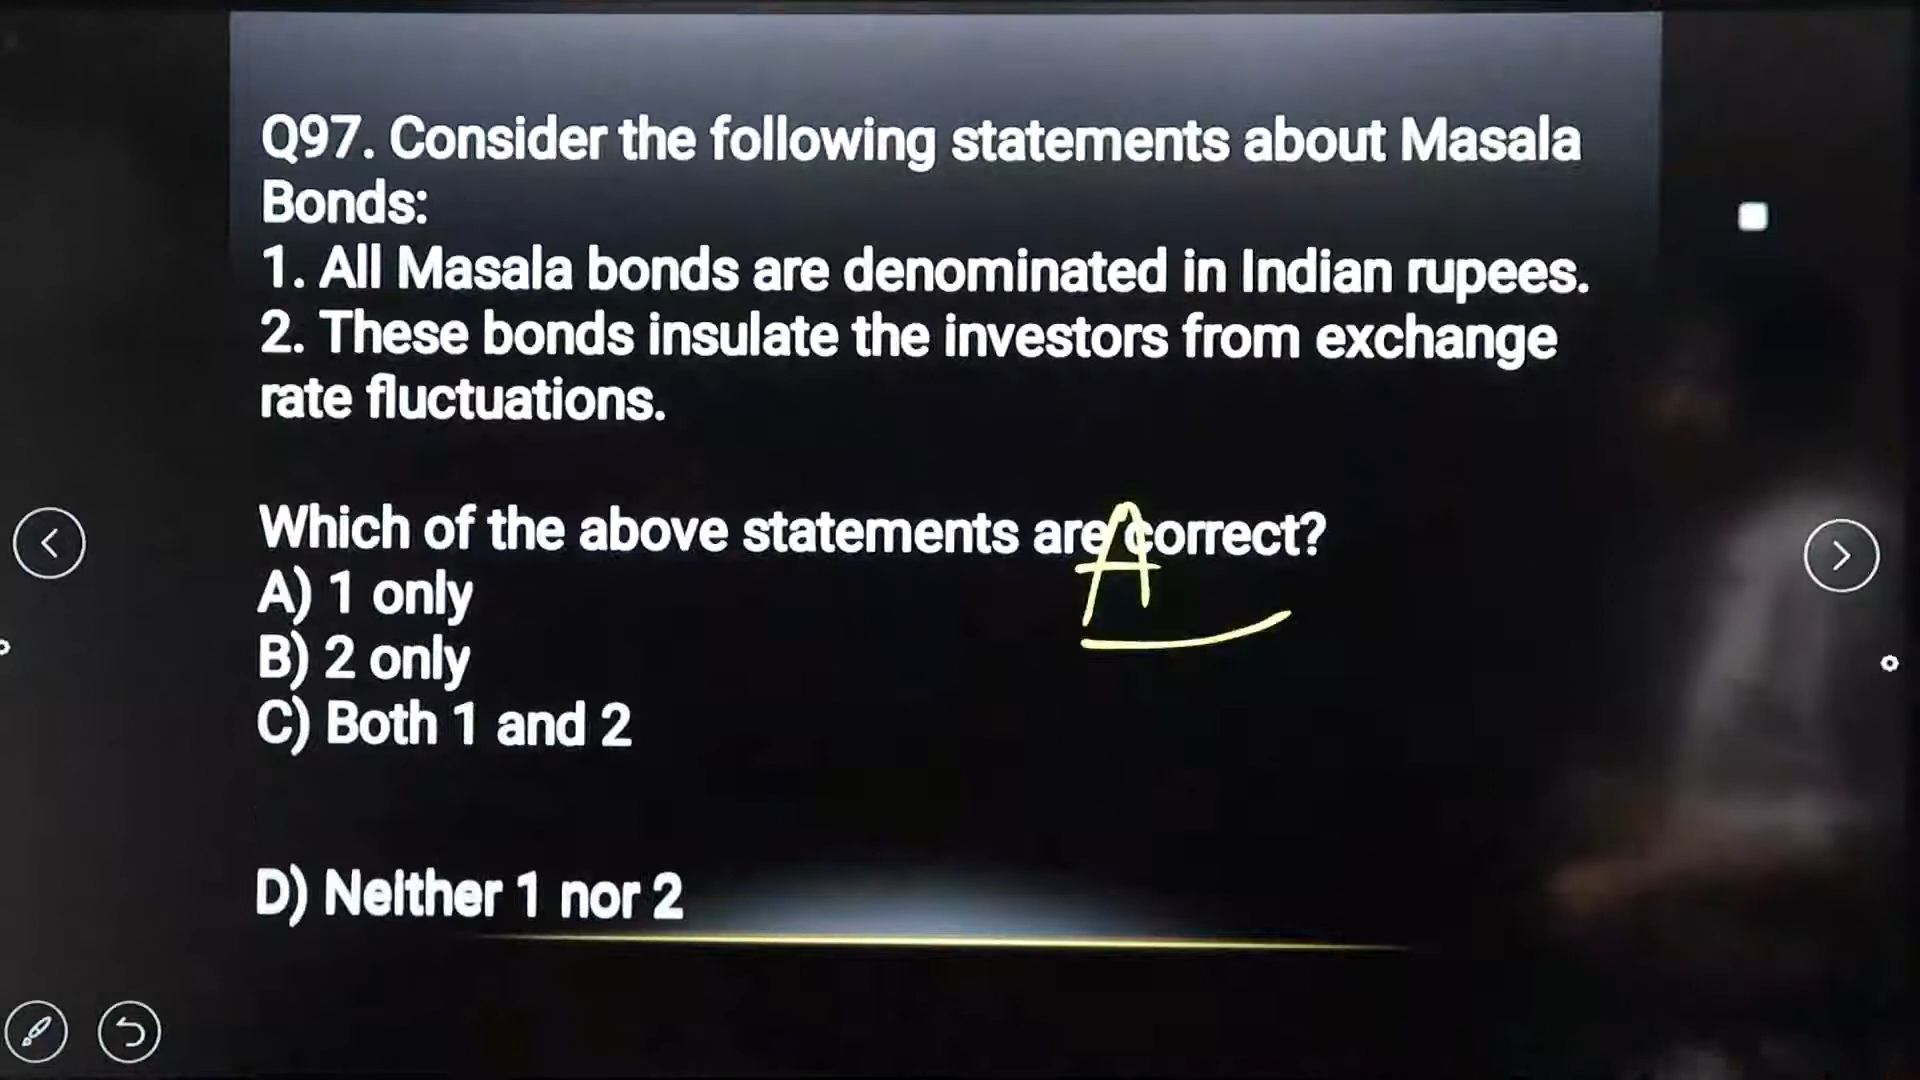 Q97. Consider the following statements about Masala
Bonds:
1. All Masala bonds are denominated in Indian rupees.
2. These bonds insulate the investors from exchange
rate fluctuations.
Which of the above statements are correct?
A
A) 1 only
B) 2 only
C) Both 1 and 2
D) Neither 1 nor 2